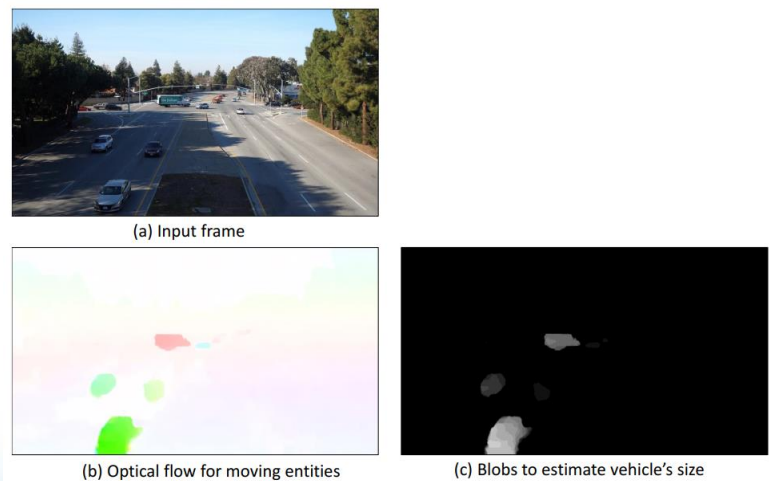 (a) Input frame
(b) Optical flow for moving entities
(c) Blobs to estimate vehicle's size